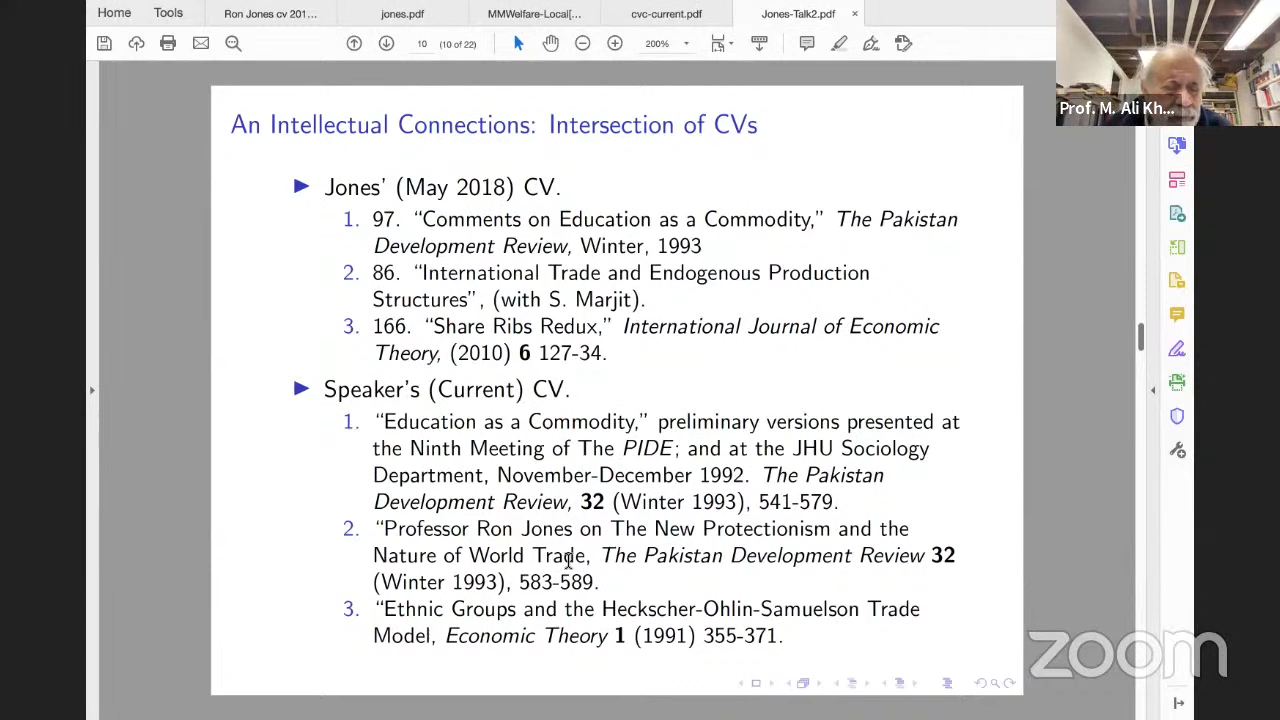 Home Tools Ron Jones cv 201... jones.pdf MMWelfare-Local[... cvc-current.pdf Jones-Talk2.pdf ×
10 (10 of 22) 200%
Prof. M. Ali Kh...
An Intellectual Connections: Intersection of CVs
Jones’ (May 2018) CV.
1. 97. “Comments on Education as a Commodity,” The Pakistan
Development Review, Winter, 1993
2. 86. “International Trade and Endogenous Production
Structures”, (with S. Marjit).
3. 166. “Share Ribs Redux,” International Journal of Economic
Theory, (2010) 6 127-34.
Speaker’s (Current) CV.
1. “Education as a Commodity,” preliminary versions presented at
the Ninth Meeting of The PIDE; and at the JHU Sociology
Department, November-December 1992. The Pakistan
Development Review, 32 (Winter 1993), 541-579.
2. “Professor Ron Jones on The New Protectionism and the
Nature of World Trade, The Pakistan Development Review 32
(Winter 1993), 583-589.
3. “Ethnic Groups and the Heckscher-Ohlin-Samuelson Trade
Model, Economic Theory 1 (1991) 355-371.
zoom